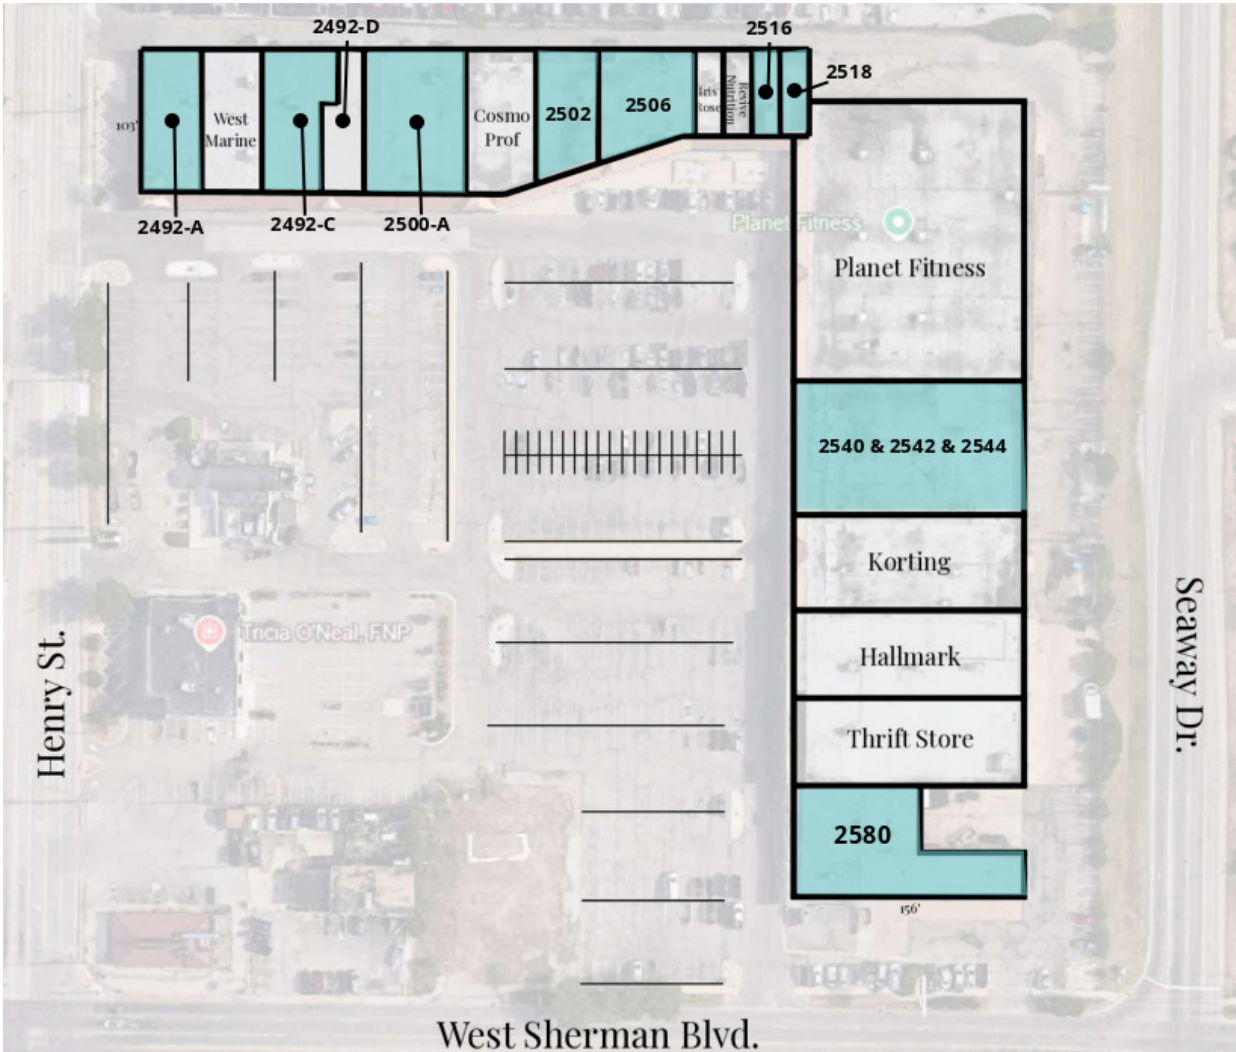 2492-D
2516
2518
103'
West
Marine
Cosmo
Prof
2502
2506
Iris
Rose
Revive
Nutrition
2492-A
2492-C
2500-A
Planet Fitness
Planet Fitness
2540 & 2542 & 2544
Korting
Hallmark
Thrift Store
2580
156'
Tricia O'Neal, FNP
Henry St.
Seaway Dr.
West Sherman Blvd.